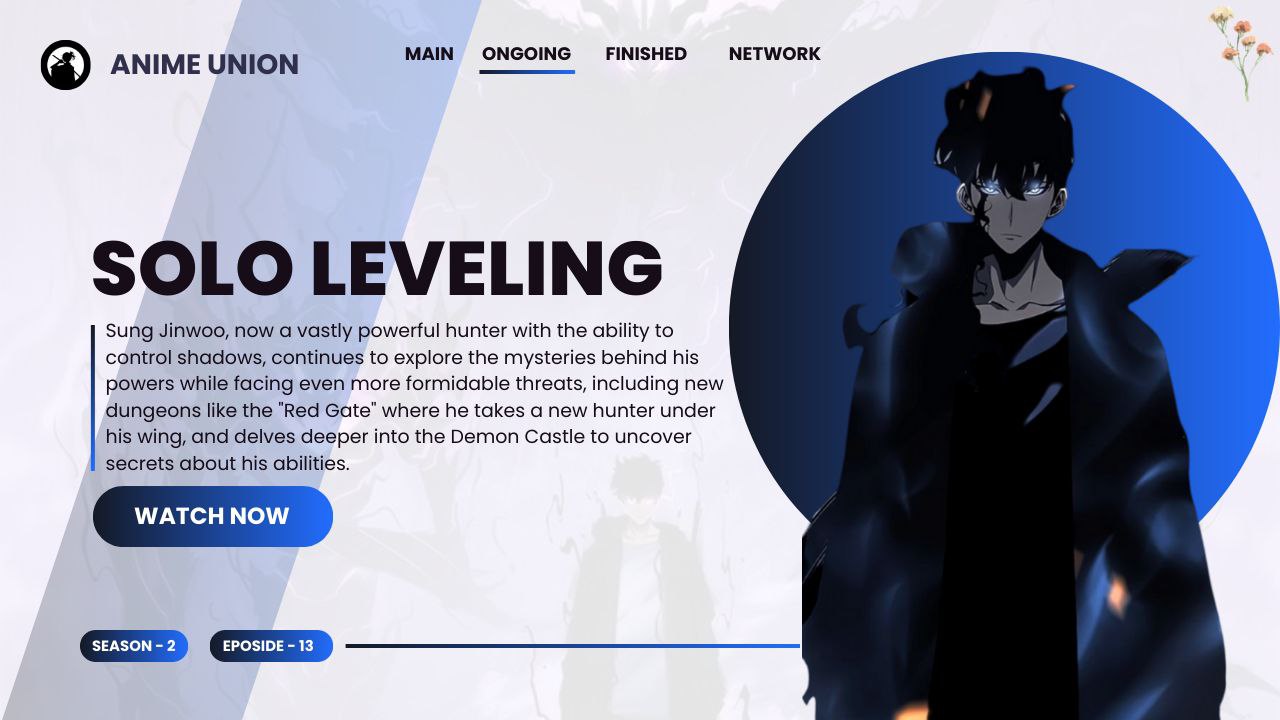 ANIME UNION
MAIN ONGOING FINISHED NETWORK
SOLO LEVELING
Sung Jinwoo, now a vastly powerful hunter with the ability to
control shadows, continues to explore the mysteries behind his
powers while facing even more formidable threats, including new
dungeons like the "Red Gate" where he takes a new hunter under
his wing, and delves deeper into the Demon Castle to uncover
secrets about his abilities.
WATCH NOW
SEASON - 2 EPOSIDE - 13